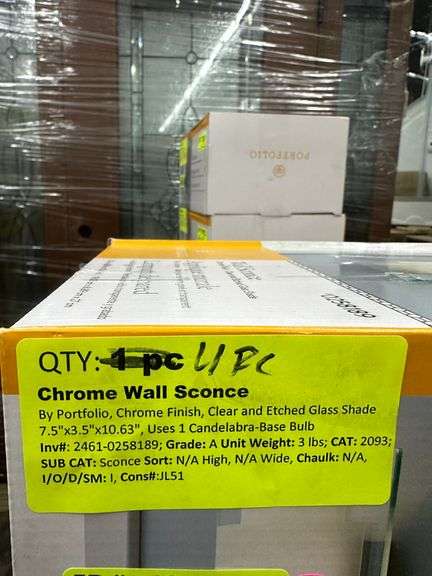 PORTFOLIO
0258189
QTY: 1 pc 4 PC
Chrome Wall Sconce
By Portfolio, Chrome Finish, Clear and Etched Glass Shade
7.5"x3.5"x10.63", Uses 1 Candelabra-Base Bulb
Inv#: 2461-0258189; Grade: A Unit Weight: 3 lbs; CAT: 2093;
SUB CAT: Sconce Sort: N/A High, N/A Wide, Chaulk: N/A,
I/O/D/SM: I, Cons#:JL51